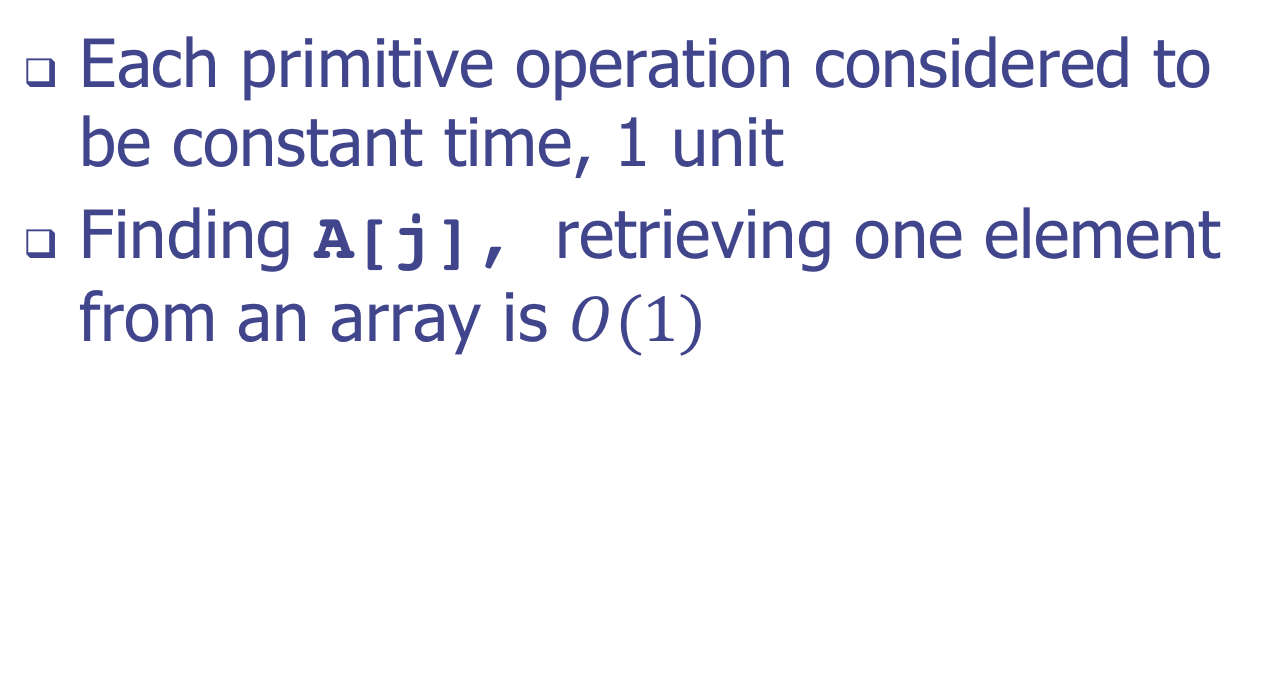 ❑ Each primitive operation considered to
be constant time, 1 unit
❑ Finding A[j], retrieving one element
from an array is O(1)